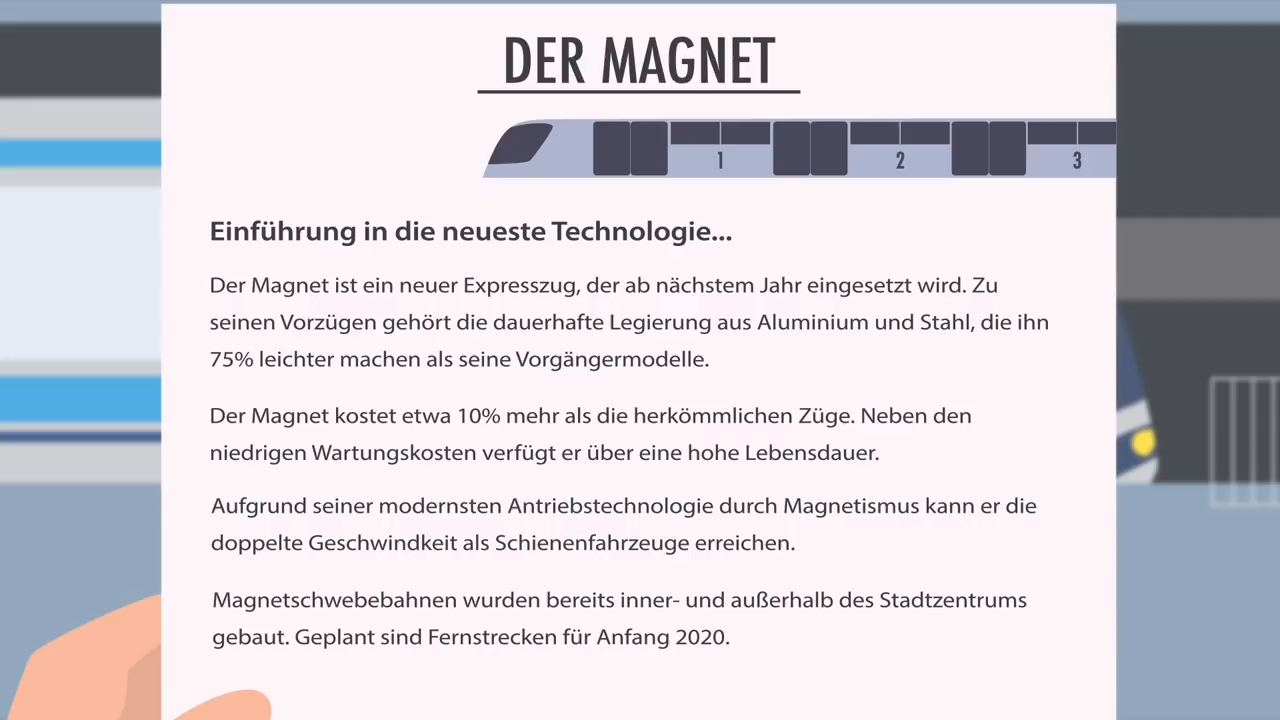 DER MAGNET
1 2 3
Einführung in die neueste Technologie...
Der Magnet ist ein neuer Expresszug, der ab nächstem Jahr eingesetzt wird. Zu
seinen Vorzügen gehört die dauerhafte Legierung aus Aluminium und Stahl, die ihn
75% leichter machen als seine Vorgängermodelle.
Der Magnet kostet etwa 10% mehr als die herkömmlichen Züge. Neben den
niedrigen Wartungskosten verfügt er über eine hohe Lebensdauer.
Aufgrund seiner modernsten Antriebstechnologie durch Magnetismus kann er die
doppelte Geschwindkeit als Schienenfahrzeuge erreichen.
Magnetschwebebahnen wurden bereits inner- und außerhalb des Stadtzentrums
gebaut. Geplant sind Fernstrecken für Anfang 2020.